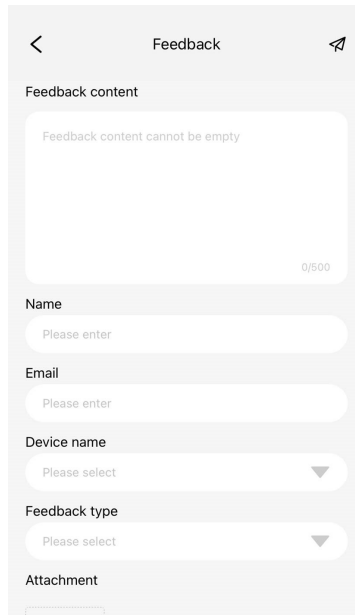 Feedback
Feedback content
Feedback content cannot be empty
0/500
Name
Please enter
Email
Please enter
Device name
Please select
Feedback type
Please select
Attachment